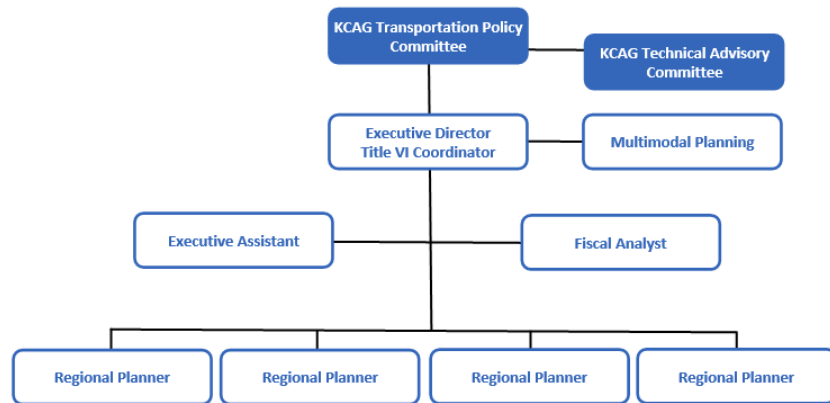 KCAG Transportation Policy
Committee
KCAG Technical Advisory
Committee
Executive Director
Title VI Coordinator
Multimodal Planning
Executive Assistant
Fiscal Analyst
Regional Planner
Regional Planner
Regional Planner
Regional Planner